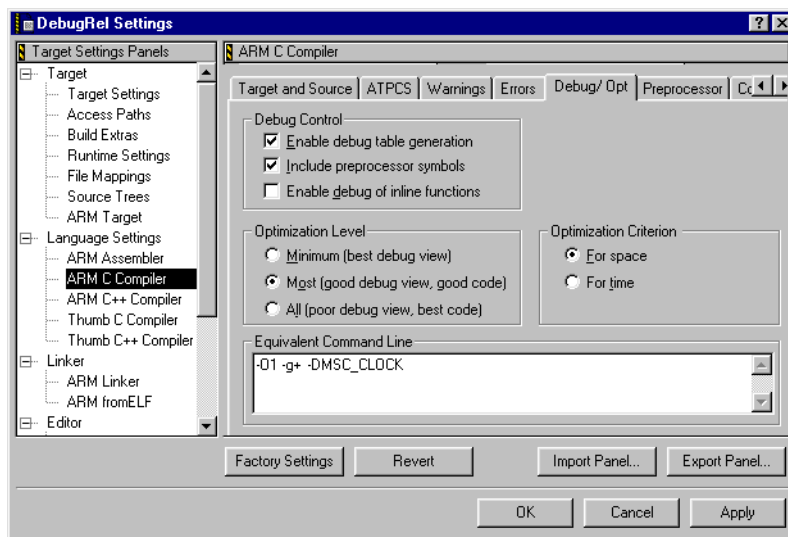 DebugRel Settings
Target Settings Panels
Target
Target Settings
Access Paths
Build Extras
Runtime Settings
File Mappings
Source Trees
ARM Target
Language Settings
ARM Assembler
ARM C Compiler
ARM C++ Compiler
Thumb C Compiler
Thumb C++ Compiler
Linker
ARM Linker
ARM fromELF
Editor
ARM C Compiler
Target and Source ATPCS Warnings Errors Debug/ Opt Preprocessor
Debug Control
Enable debug table generation
Include preprocessor symbols
Enable debug of inline functions
Optimization Level
Minimum (best debug view)
Most (good debug view, good code)
All (poor debug view, best code)
Optimization Criterion
For space
For time
Equivalent Command Line
-O1 -g+ -DMSC_CLOCK
Factory Settings Revert Import Panel... Export Panel...
OK Cancel Apply